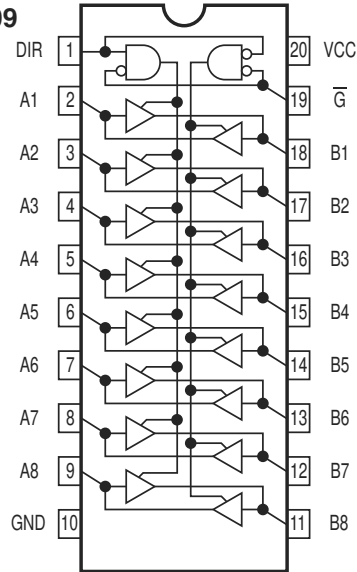 DIR 1 20 VCC
A1 2 19 G̅
A2 3 18 B1
A3 4 17 B2
A4 5 16 B3
A5 6 15 B4
A6 7 14 B5
A7 8 13 B6
A8 9 12 B7
GND 10 11 B8